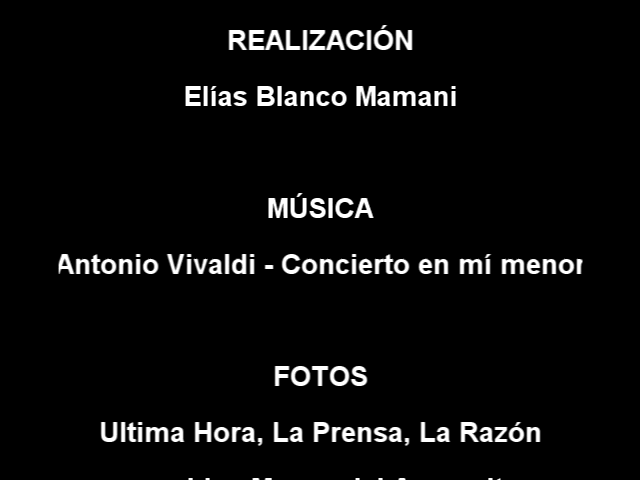 REALIZACIÓN
Elías Blanco Mamani
MÚSICA
Antonio Vivaldi - Concierto en mí menor
FOTOS
Ultima Hora, La Prensa, La Razón